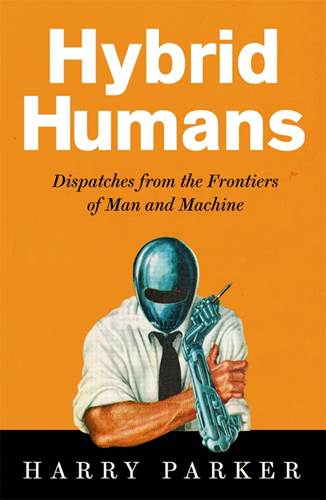 Hybrid
Humans
Dispatches from the Frontiers
of Man and Machine
HARRY PARKER